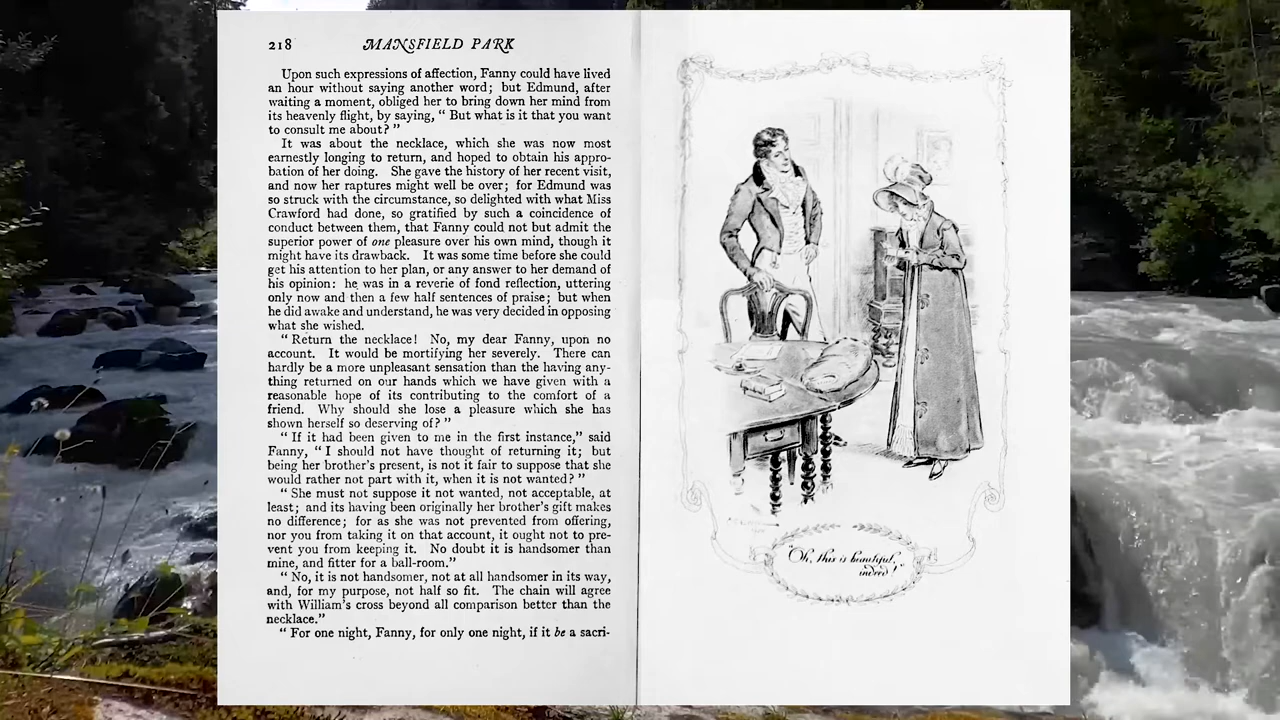 218 MANSFIELD PARK
Upon such expressions of affection, Fanny could have lived
an hour without saying another word; but Edmund, after
waiting a moment, obliged her to bring down her mind from
its heavenly flight, by saying, “ But what is it that you want
to consult me about? ”
It was about the necklace, which she was now most
earnestly longing to return, and hoped to obtain his appro-
bation of her doing. She gave the history of her recent visit,
and now her raptures might well be over; for Edmund was
so struck with the circumstance, so delighted with what Miss
Crawford had done, so gratified by such a coincidence of
conduct between them, that Fanny could not but admit the
superior power of one pleasure over his own mind, though it
might have its drawback. It was some time before she could
get his attention to her plan, or any answer to her demand of
his opinion: he was in a reverie of fond reflection, uttering
only now and then a few half sentences of praise; but when
he did awake and understand, he was very decided in opposing
what she wished.
“ Return the necklace! No, my dear Fanny, upon no
account. It would be mortifying her severely. There can
hardly be a more unpleasant sensation than the having any-
thing returned on our hands which we have given with a
reasonable hope of its contributing to the comfort of a
friend. Why should she lose a pleasure which she has
shown herself so deserving of? ”
“ If it had been given to me in the first instance,” said
Fanny, “ I should not have thought of returning it; but
being her brother's present, is not it fair to suppose that she
would rather not part with it, when it is not wanted? ”
“ She must not suppose it not wanted, not acceptable, at
least; and its having been originally her brother's gift makes
no difference; for as she was not prevented from offering,
nor you from taking it on that account, it ought not to pre-
vent you from keeping it. No doubt it is handsomer than
mine, and fitter for a ball-room.”
“ No, it is not handsomer, not at all handsomer in its way,
and, for my purpose, not half so fit. The chain will agree
with William's cross beyond all comparison better than the
necklace.”
“ For one night, Fanny, for only one night, if it be a sacri-
“Oh, this is beautiful,
indeed!”